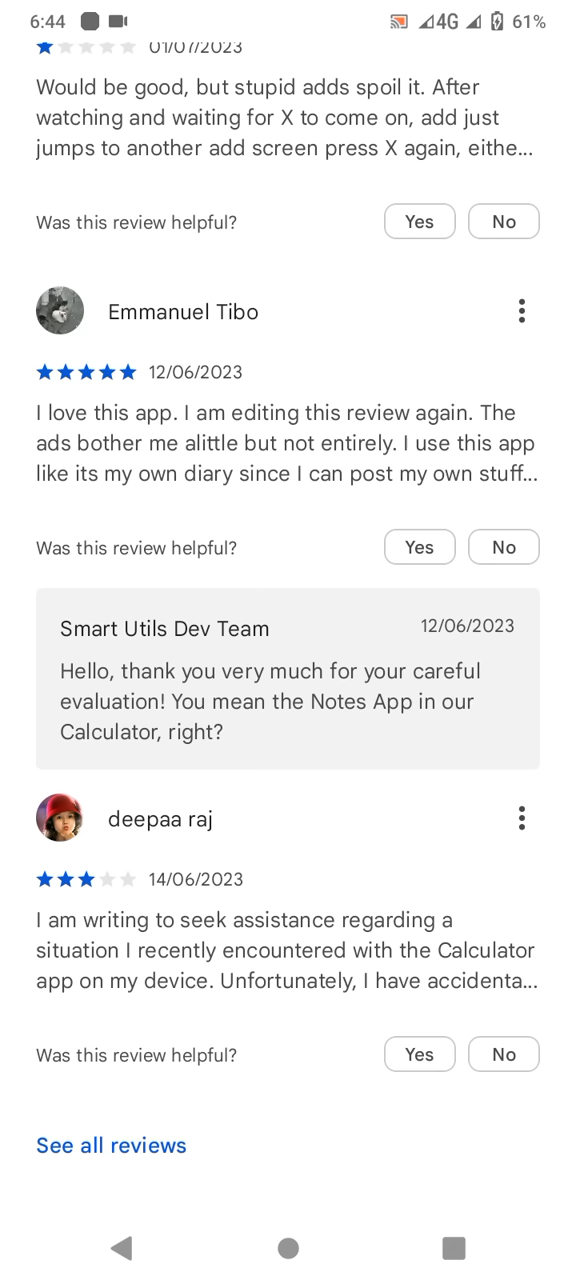 6:44
4G
61%
01/07/2023
Would be good, but stupid adds spoil it. After
watching and waiting for X to come on, add just
jumps to another add screen press X again, eithe...
Was this review helpful?
Yes
No
Emmanuel Tibo
12/06/2023
I love this app. I am editing this review again. The
ads bother me alittle but not entirely. I use this app
like its my own diary since I can post my own stuff...
Was this review helpful?
Yes
No
Smart Utils Dev Team
12/06/2023
Hello, thank you very much for your careful
evaluation! You mean the Notes App in our
Calculator, right?
deepaa raj
14/06/2023
I am writing to seek assistance regarding a
situation I recently encountered with the Calculator
app on my device. Unfortunately, I have accidenta...
Was this review helpful?
Yes
No
See all reviews